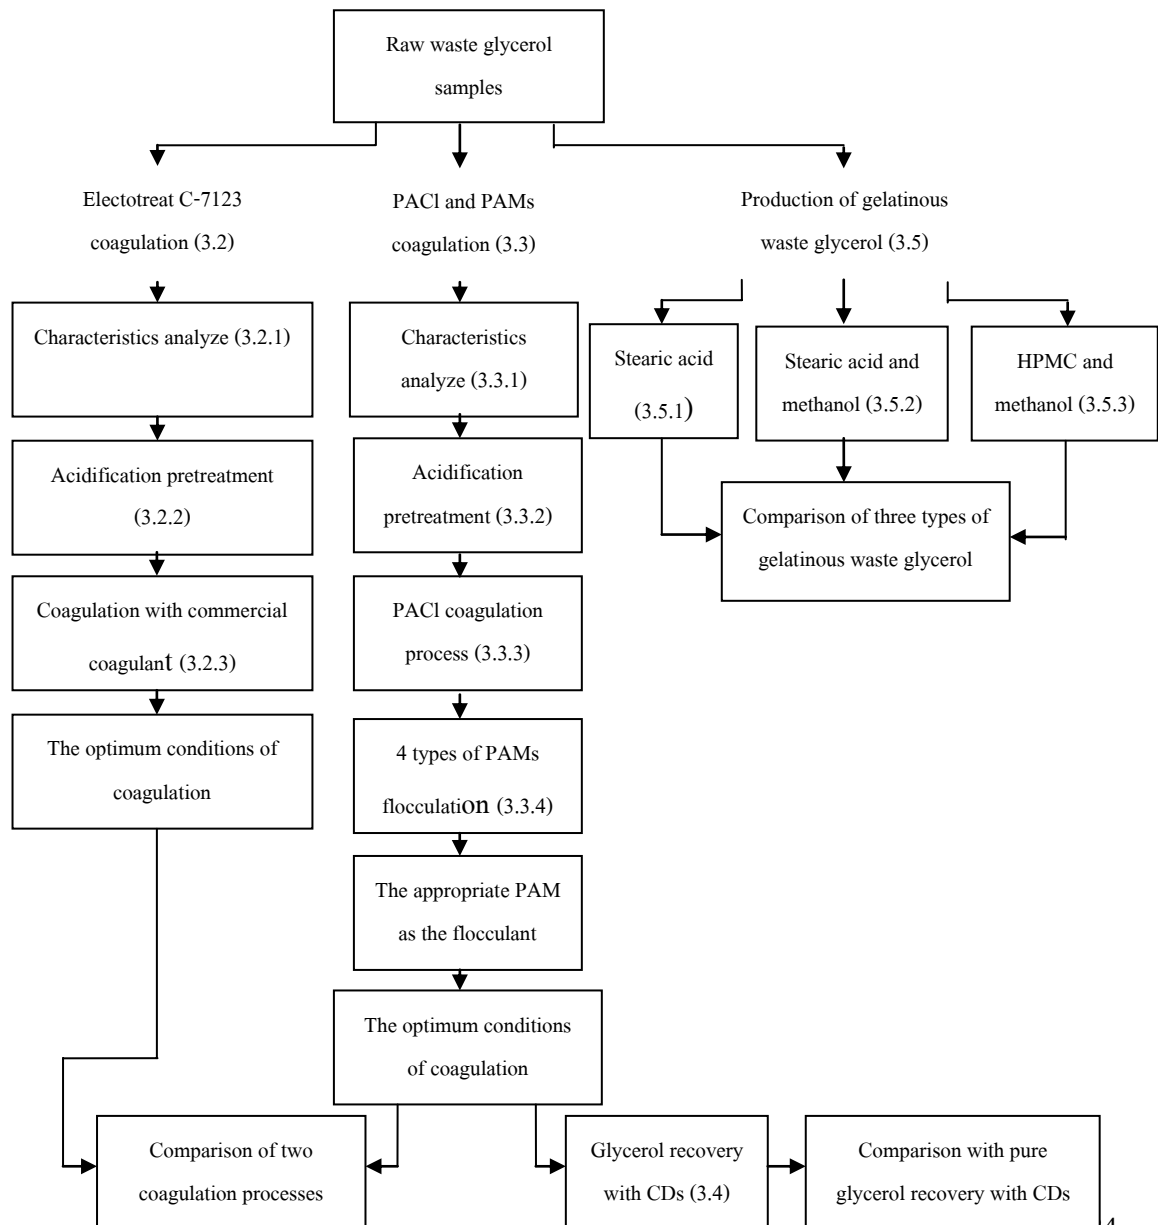 Raw waste glycerol
samples
Electotreat C-7123
coagulation (3.2)
PACl and PAMs
coagulation (3.3)
Production of gelatinous
waste glycerol (3.5)
Characteristics analyze (3.2.1)
Characteristics
analyze (3.3.1)
Stearic acid
(3.5.1)
Stearic acid and
methanol (3.5.2)
HPMC and
methanol (3.5.3)
Acidification pretreatment
(3.2.2)
Acidification
pretreatment (3.3.2)
Comparison of three types of
gelatinous waste glycerol
Coagulation with commercial
coagulant (3.2.3)
PACl coagulation
process (3.3.3)
The optimum conditions of
coagulation
4 types of PAMs
flocculation (3.3.4)
The appropriate PAM
as the flocculant
The optimum conditions
of coagulation
Comparison of two
coagulation processes
Glycerol recovery
with CDs (3.4)
Comparison with pure
glycerol recovery with CDs
4